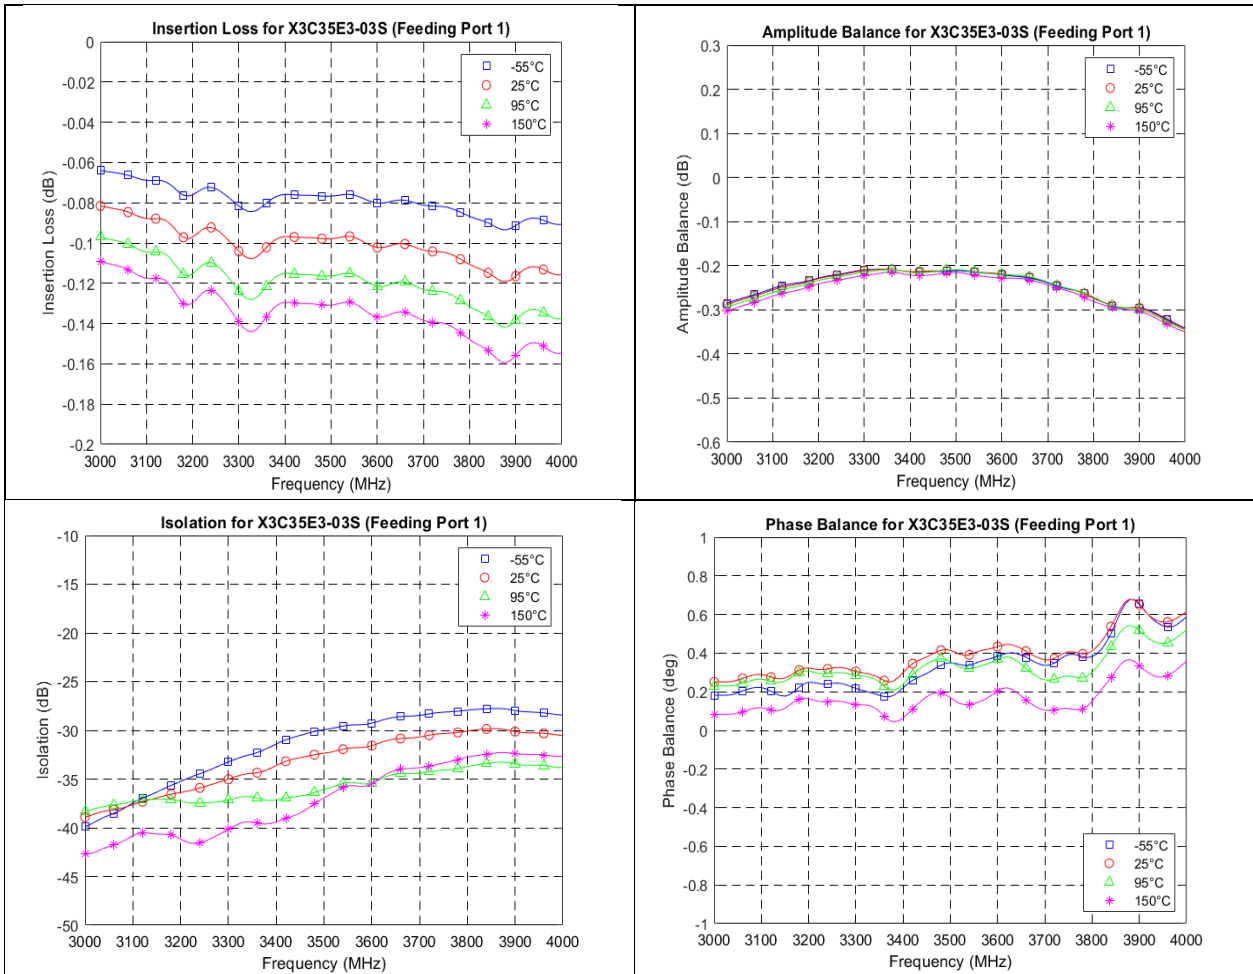 Insertion Loss for X3C35E3-03S (Feeding Port 1)
0
-0.02
-0.04
-0.06
-0.08
-0.1
-0.12
-0.14
-0.16
-0.18
-0.2
Insertion Loss (dB)
-55°C
25°C
95°C
150°C
3000 3100 3200 3300 3400 3500 3600 3700 3800 3900 4000
Frequency (MHz)
Amplitude Balance for X3C35E3-03S (Feeding Port 1)
0.3
0.2
0.1
0
-0.1
-0.2
-0.3
-0.4
-0.5
-0.6
Amplitude Balance (dB)
-55°C
25°C
95°C
150°C
3000 3100 3200 3300 3400 3500 3600 3700 3800 3900 4000
Frequency (MHz)
Isolation for X3C35E3-03S (Feeding Port 1)
-10
-15
-20
-25
-30
-35
-40
-45
-50
Isolation (dB)
-55°C
25°C
95°C
150°C
3000 3100 3200 3300 3400 3500 3600 3700 3800 3900 4000
Frequency (MHz)
Phase Balance for X3C35E3-03S (Feeding Port 1)
1
0.8
0.6
0.4
0.2
0
-0.2
-0.4
-0.6
-0.8
-1
Phase Balance (deg)
-55°C
25°C
95°C
150°C
3000 3100 3200 3300 3400 3500 3600 3700 3800 3900 4000
Frequency (MHz)